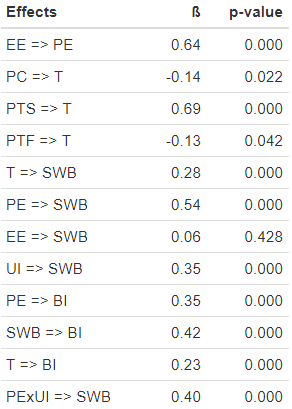 Effects ß p-value
EE => PE 0.64 0.000
PC => T -0.14 0.022
PTS => T 0.69 0.000
PTF => T -0.13 0.042
T => SWB 0.28 0.000
PE => SWB 0.54 0.000
EE => SWB 0.06 0.428
UI => SWB 0.35 0.000
PE => BI 0.35 0.000
SWB => BI 0.42 0.000
T => BI 0.23 0.000
PExUI => SWB 0.40 0.000